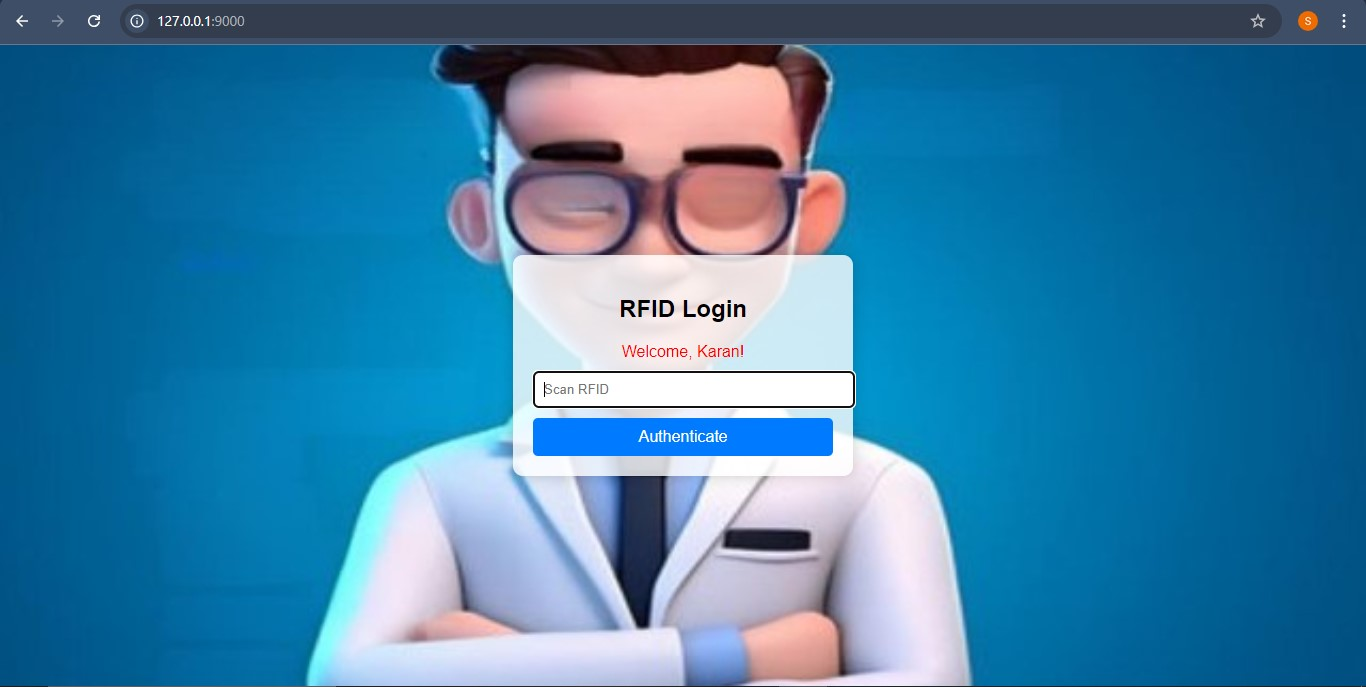 127.0.0.1:9000
S
RFID Login
Welcome, Karan!
Scan RFID
Authenticate